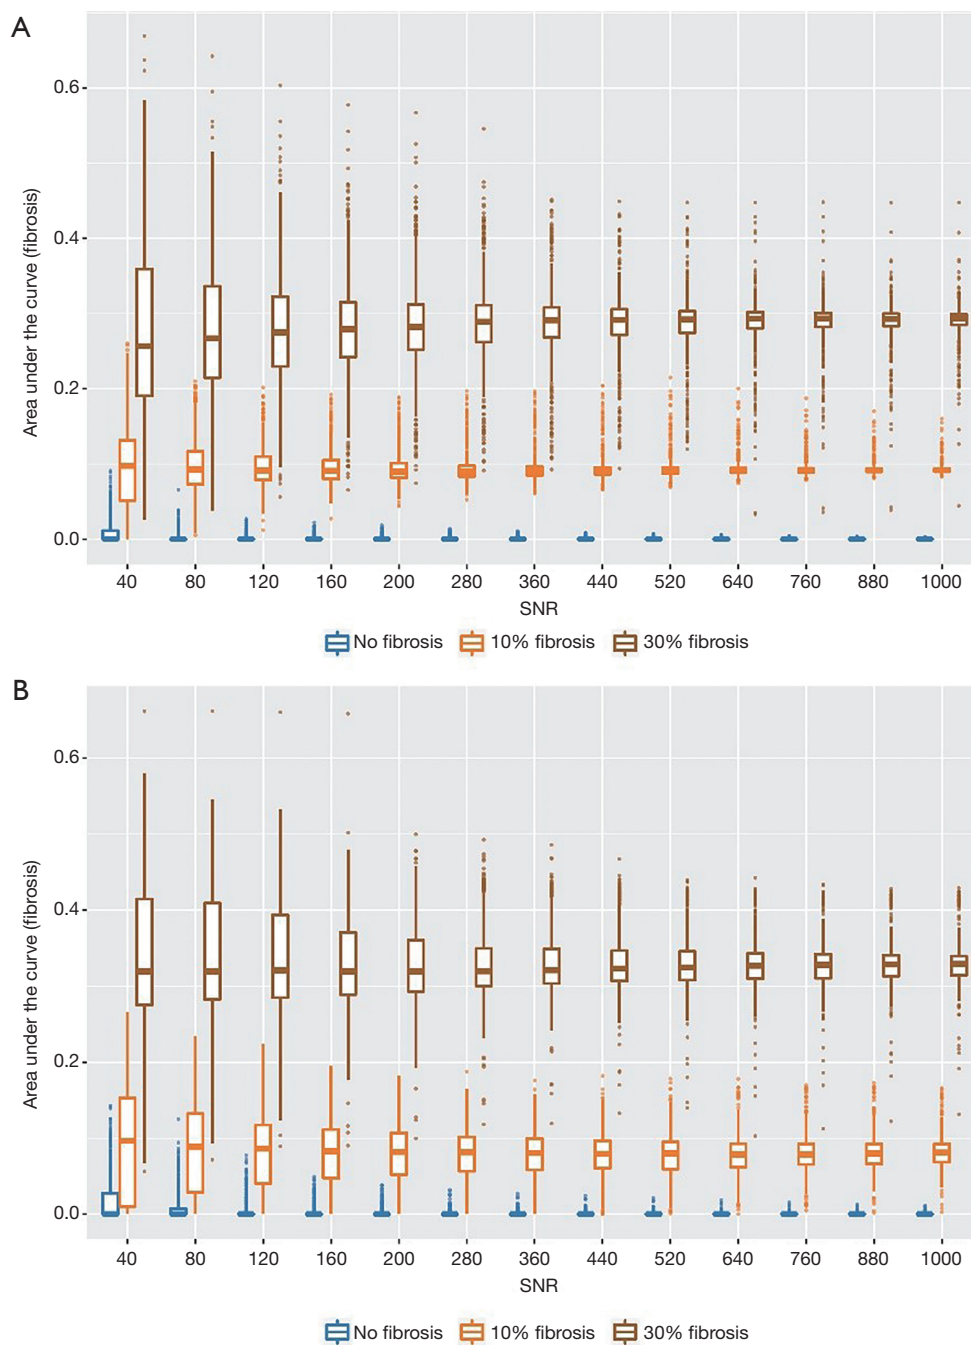 A
0.6
0.4
0.2
0.0
Area under the curve (fibrosis)
40 80 120 160 200 280 360 440 520 640 760 880 1000
SNR
No fibrosis 10% fibrosis 30% fibrosis
B
0.6
0.4
0.2
0.0
Area under the curve (fibrosis)
40 80 120 160 200 280 360 440 520 640 760 880 1000
SNR
No fibrosis 10% fibrosis 30% fibrosis